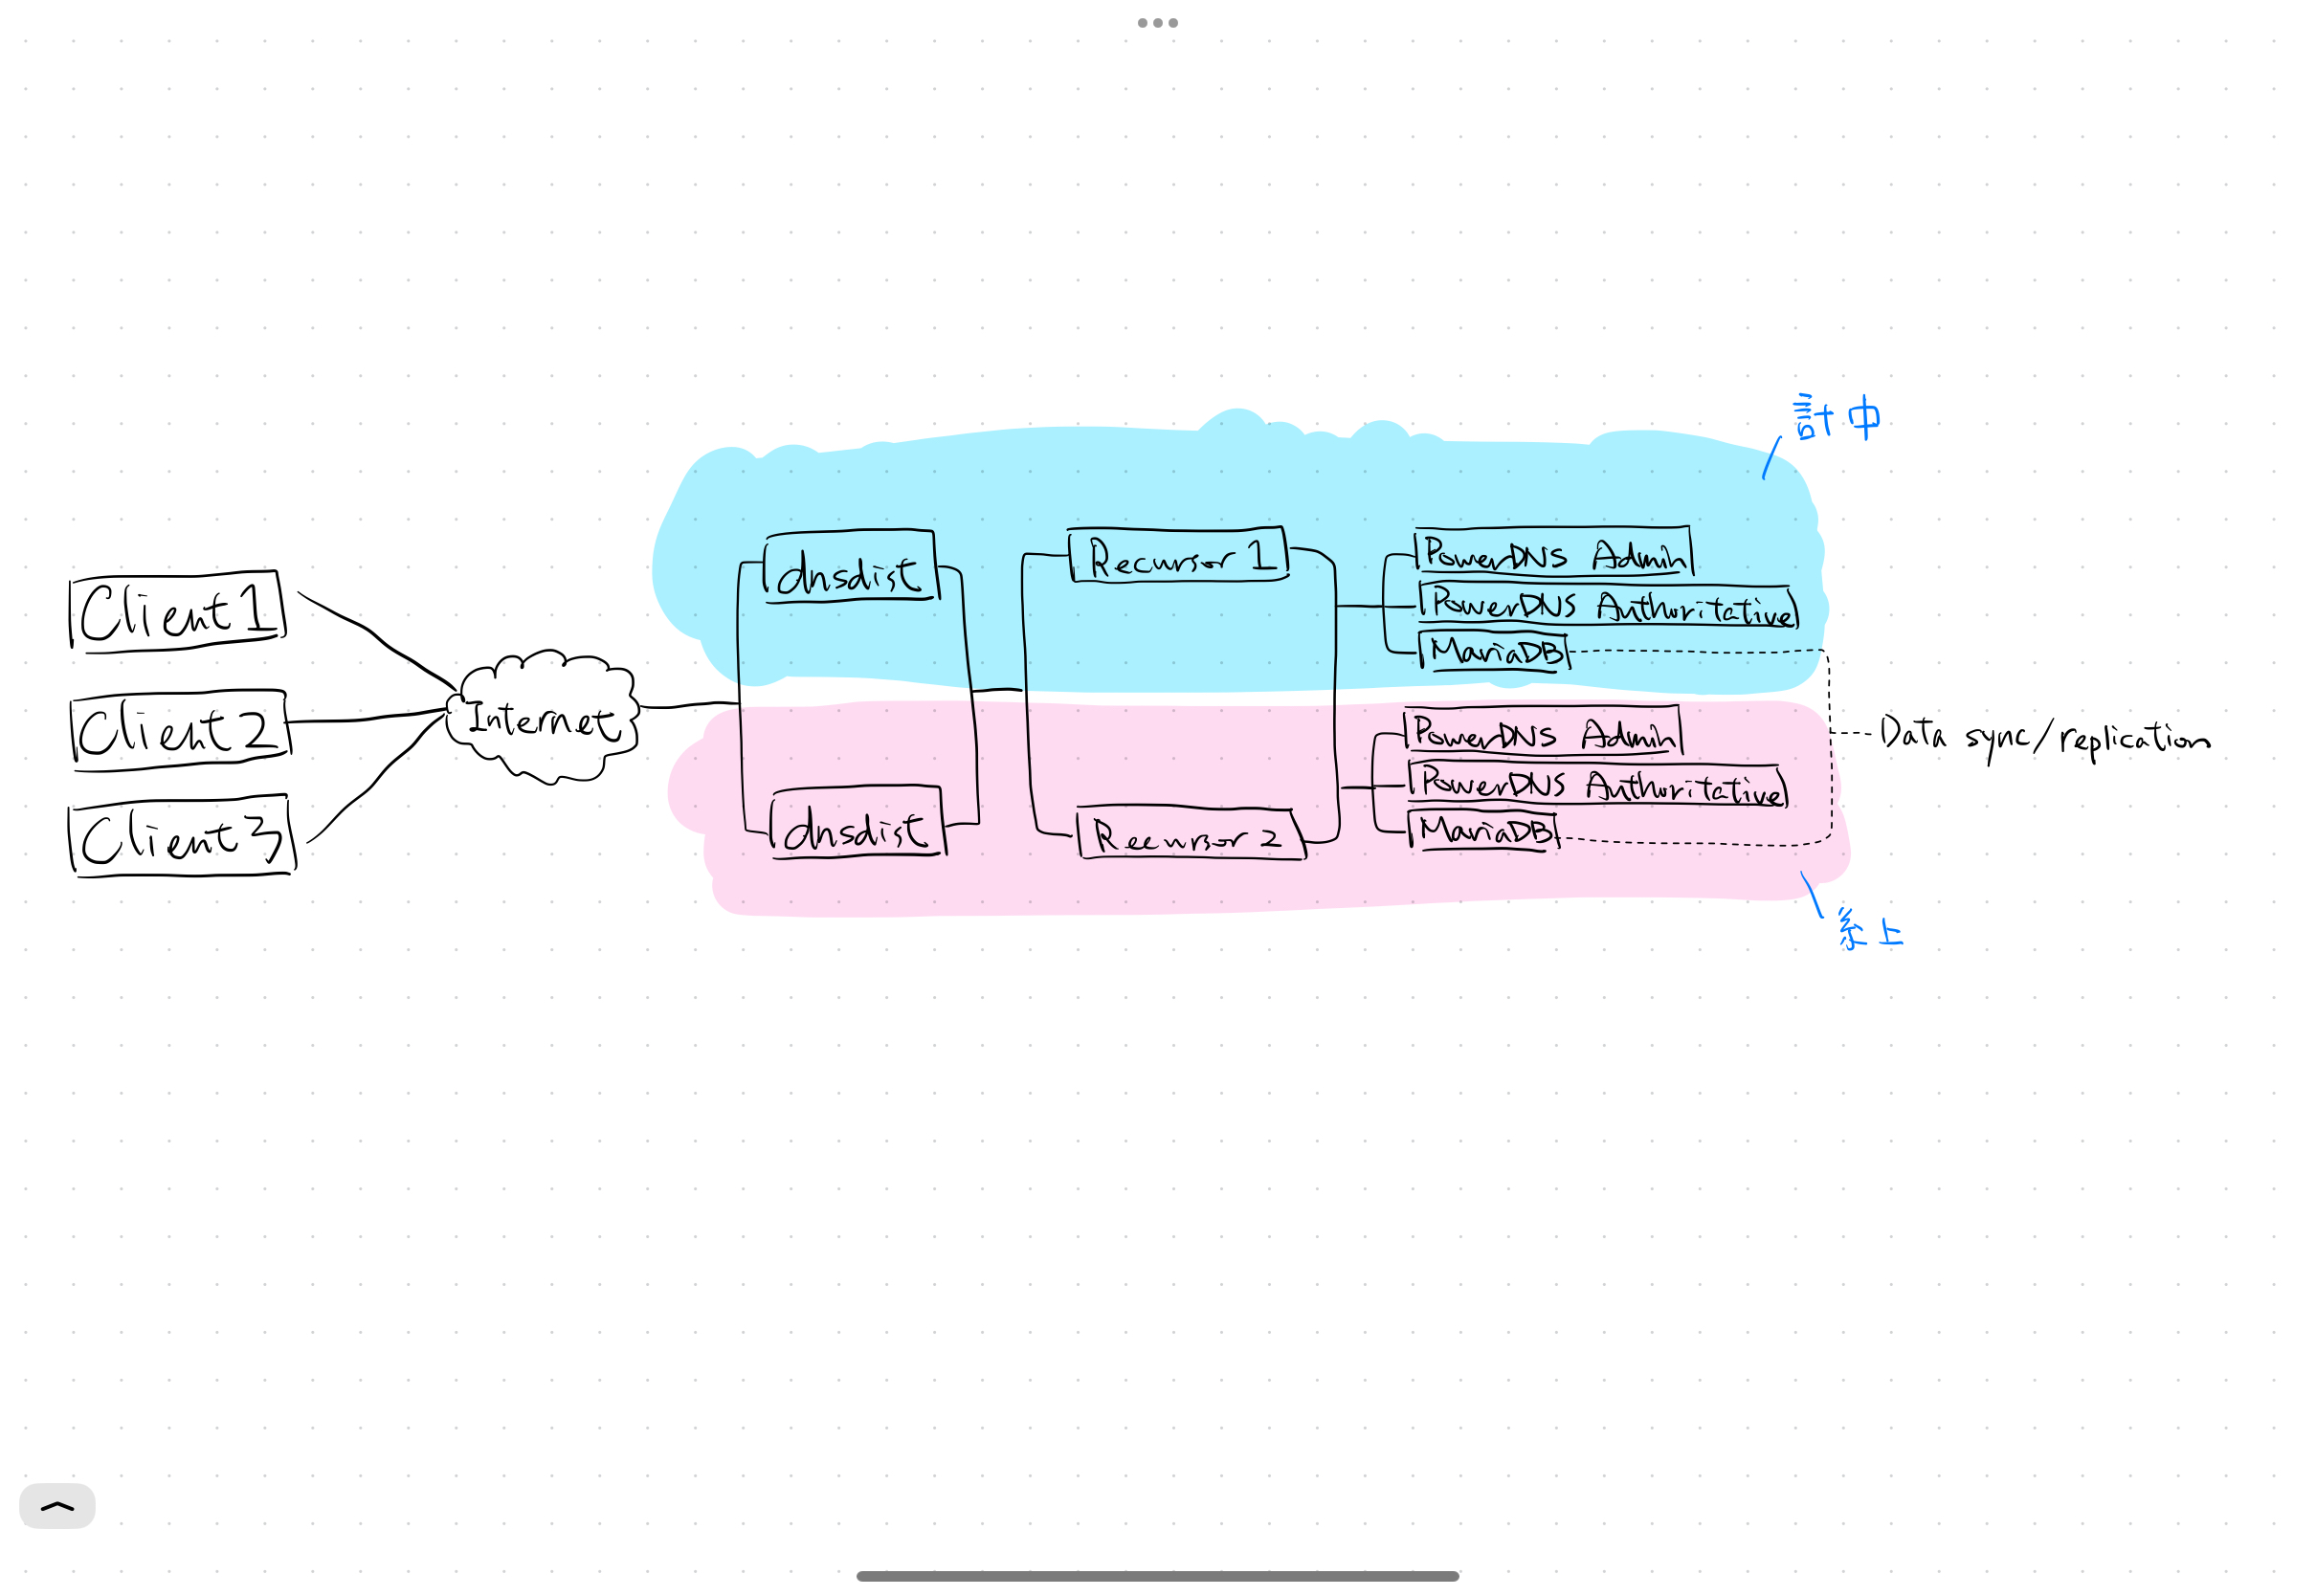 計中
Client1
Client2
Client3
Internet
dnsdist
dnsdist
Recursor 1
Recursor 2
PowerDNS Admin
PowerDNS Authoritative
MariaDB
PowerDNS Admin
PowerDNS Authoritative
MariaDB
Data sync/replication
系上